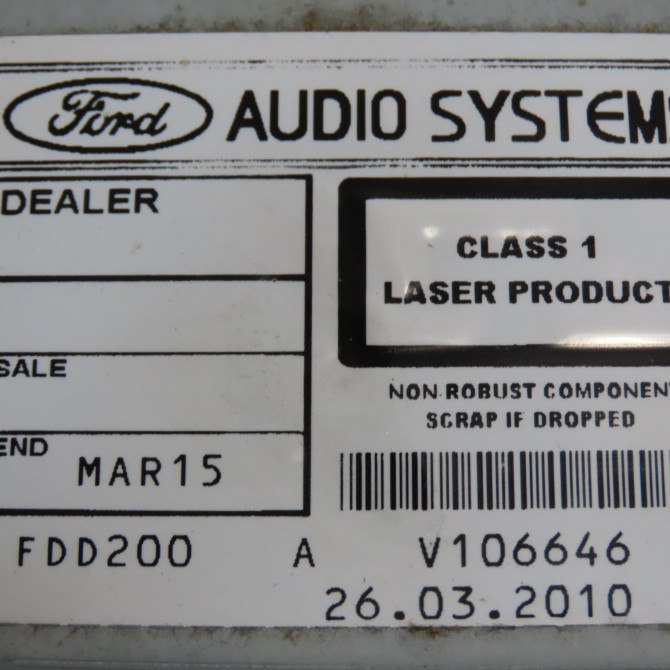 Ford AUDIO SYSTEM
DEALER
CLASS 1
LASER PRODUCT
SALE
NON-ROBUST COMPONENT
SCRAP IF DROPPED
END MAR15
FDD200 A V106646
26.03.2010